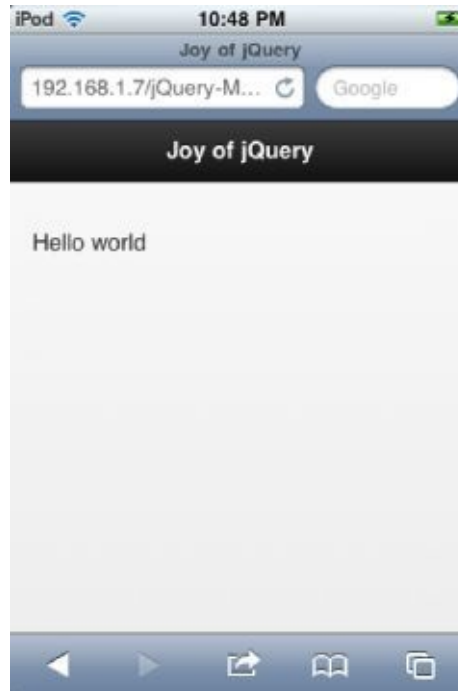 iPod 10:48 PM
Joy of jQuery
192.168.1.7/jQuery-M... Google
Joy of jQuery
Hello world